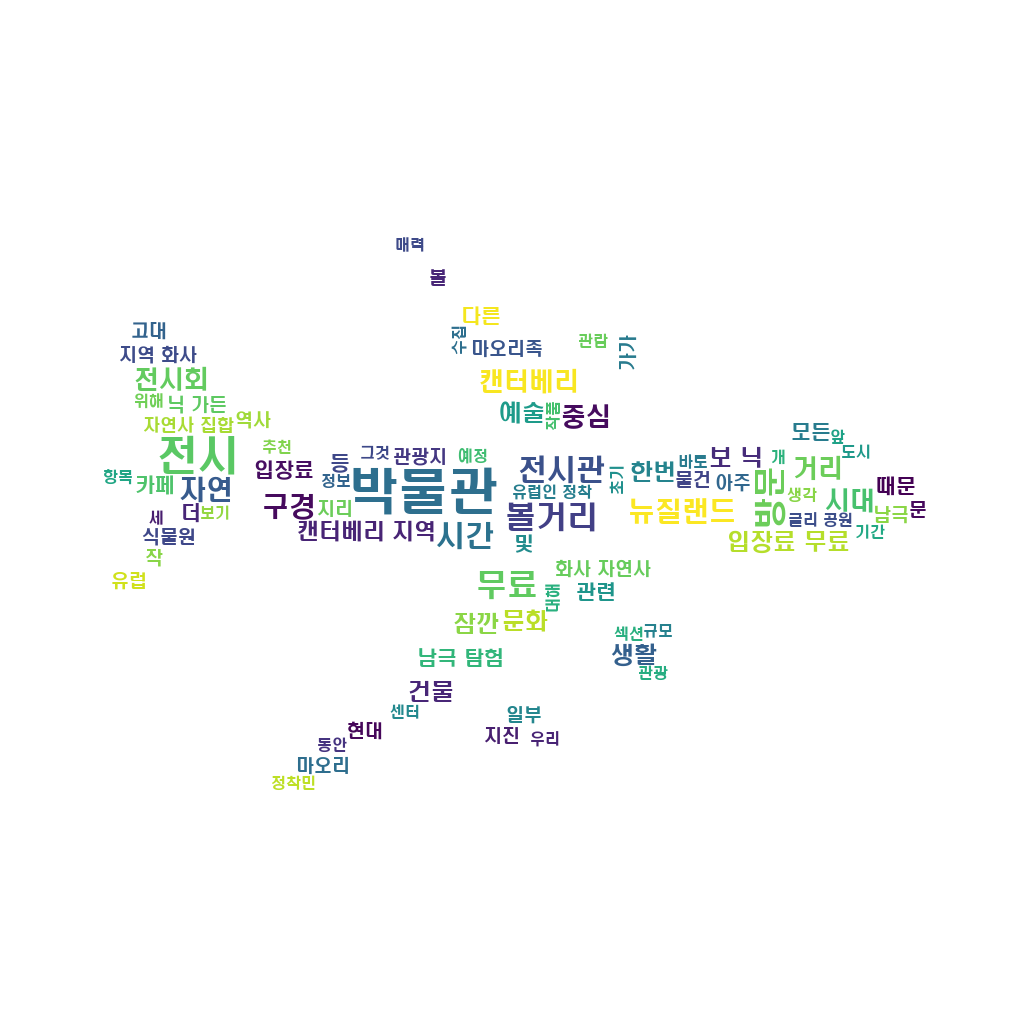 매력
볼
다른
고대
수집
마오리족
관람
가가
지역 화사
전시회
캔터베리
위해
닉 가든
예술
작품
중심
자연사 집합
역사
모든
앞
전시
추천
그것
관광지
예정
도시
입장료
등
전시관
한번
바로
보 닉
개
거리
항목
카페
자연
정보
박물관
유럽인 정착
초기
물건
아주
방문
생각
시대
때문
세
더
보기
구경
지리
볼거리
뉴질랜드
글리 공원
남극
문
식물원
캔터베리 지역
시간
및
입장료 무료
기간
작
유럽
무료
화사 자연사
대해
관련
잠깐
문화
섹션
규모
남극 탐험
생활
관광
건물
센터
일부
현대
지진
우리
동안
마오리
정착민